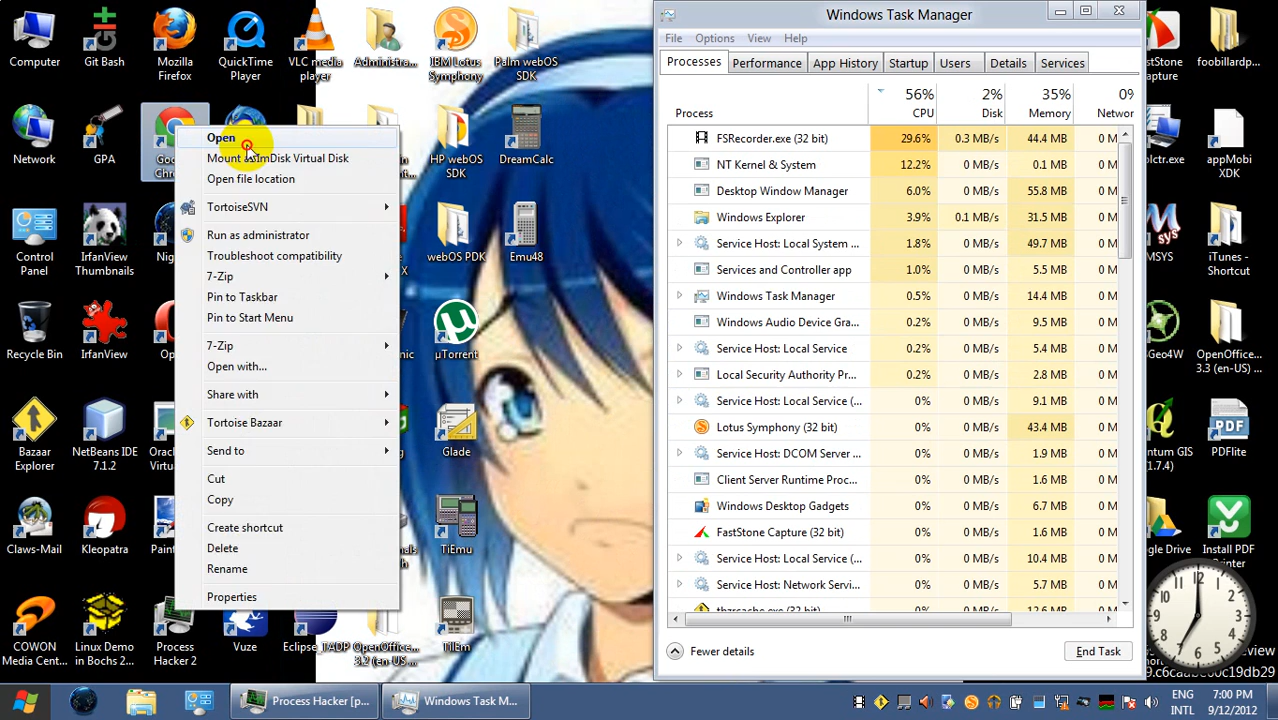 Computer
Git Bash
Mozilla
Firefox
QuickTime
Player
VLC media
player
Administra...
IBM Lotus
Symphony
Palm webOS
SDK
Network
GPA
Goo
Chr
HP webOS
SDK
DreamCalc
Control
Panel
IrfanView
Thumbnails
Nig
webOS PDK
Emu48
Recycle Bin
IrfanView
Op
µTorrent
Bazaar
Explorer
NetBeans IDE
7.1.2
Orac
Virtu
Glade
Claws-Mail
Kleopatra
Paint
TiEmu
COWON
Media Cent...
Linux Demo
in Bochs 2...
Process
Hacker 2
Vuze
Eclipse_TADP
OpenOffice...
3.2 (en-US ...
TilEm
Open
Mount as ImDisk Virtual Disk
Open file location
TortoiseSVN
Run as administrator
Troubleshoot compatibility
7-Zip
Pin to Taskbar
Pin to Start Menu
7-Zip
Open with...
Share with
Tortoise Bazaar
Send to
Cut
Copy
Create shortcut
Delete
Rename
Properties
Windows Task Manager
File Options View Help
Processes Performance App History Startup Users Details Services
56% 2% 35% 0%
Process CPU Disk Memory Networ
FSRecorder.exe (32 bit) 29.6% 0 MB/s 44.4 MB 0 M
NT Kernel & System 12.2% 0 MB/s 0.1 MB 0 M
Desktop Window Manager 6.0% 0 MB/s 55.8 MB 0 M
Windows Explorer 3.9% 0.1 MB/s 31.5 MB 0 M
Service Host: Local System ... 1.8% 0 MB/s 49.7 MB 0 M
Services and Controller app 1.0% 0 MB/s 5.5 MB 0 M
Windows Task Manager 0.5% 0 MB/s 14.4 MB 0 M
Windows Audio Device Gra... 0.2% 0 MB/s 9.5 MB 0 M
Service Host: Local Service 0.2% 0 MB/s 5.4 MB 0 M
Local Security Authority Pr... 0.2% 0 MB/s 2.8 MB 0 M
Service Host: Local Service (... 0% 0 MB/s 9.1 MB 0 M
Lotus Symphony (32 bit) 0% 0 MB/s 43.4 MB 0 M
Service Host: DCOM Server ... 0% 0 MB/s 3.6 MB 0 M
Client Server Runtime Proc... 0% 0 MB/s 1.6 MB 0 M
Windows Desktop Gadgets 0% 0 MB/s 6.7 MB 0 M
FastStone Capture (32 bit) 0% 0 MB/s 1.6 MB 0 M
Service Host: Local Service (... 0% 0 MB/s 10.4 MB 0 M
Service Host: Network Servi... 0% 0 MB/s 5.7 MB 0 M
tbzrcache.exe (32 bit) 0% 0 MB/s 12.6 MB 0 M
Fewer details
End Task
stStone
apture
foobillardp...
olctr.exe
appMobi
XDK
MSYS
iTunes -
Shortcut
sGeo4W
OpenOffice...
3.3 (en-US) ...
ntum GIS
(1.7.4)
PDF
PDFlite
gle Drive
Install PDF
Printer
eview
9.c6caabec0c19db29
Process Hacker [p...
Windows Task M...
ENG
INTL
7:00 PM
9/12/2012